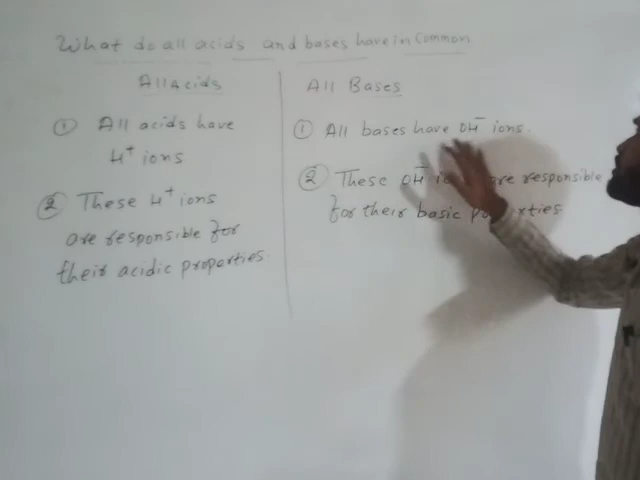 What do all acids and bases have in Common
All Acids
① All acids have
H⁺ ions
② These H⁺ ions
are responsible for
their acidic properties.
All Bases
① All bases have OH⁻ ions.
② These OH⁻ are responsible
for their basic properties